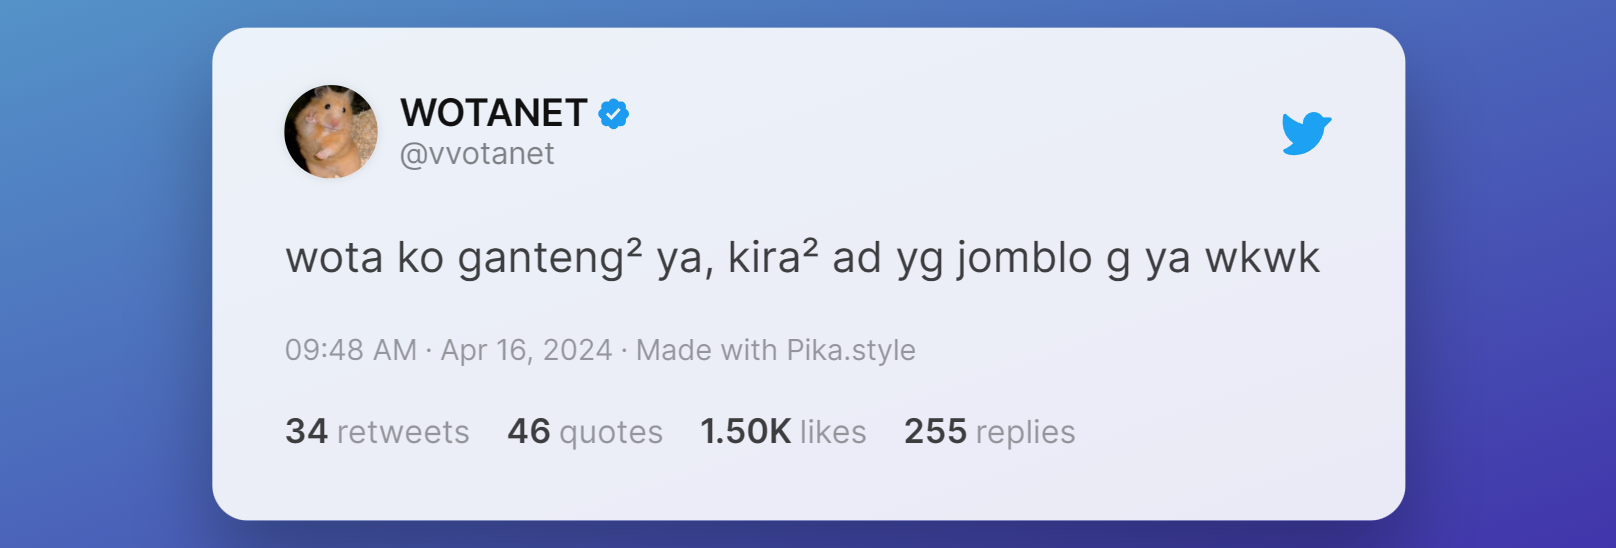 WOTANET
@vvotanet
wota ko ganteng² ya, kira² ad yg jomblo g ya wkwk
09:48 AM · Apr 16, 2024 · Made with Pika.style
34 retweets 46 quotes 1.50K likes 255 replies